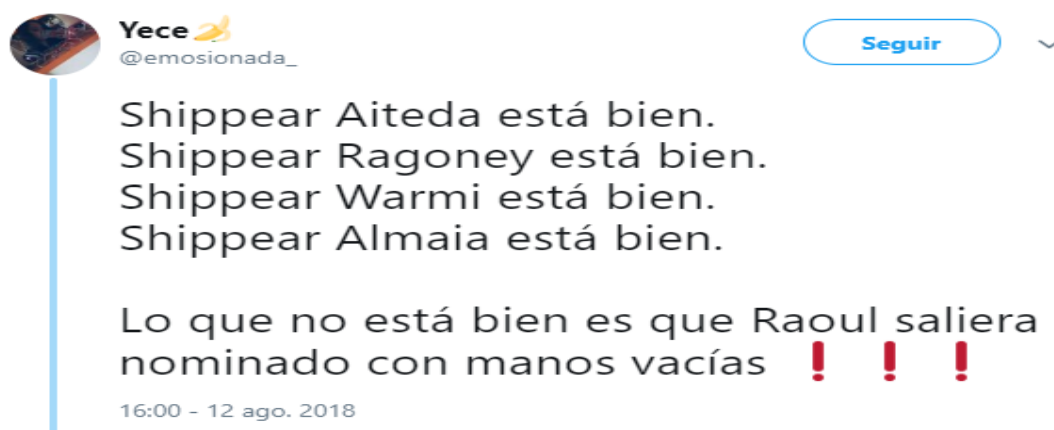 Yece🍌
@emosionada_
Seguir
Shippear Aiteda está bien.
Shippear Ragoney está bien.
Shippear Warmi está bien.
Shippear Almaia está bien.
Lo que no está bien es que Raoul saliera
nominado con manos vacías ❗❗❗
16:00 - 12 ago. 2018